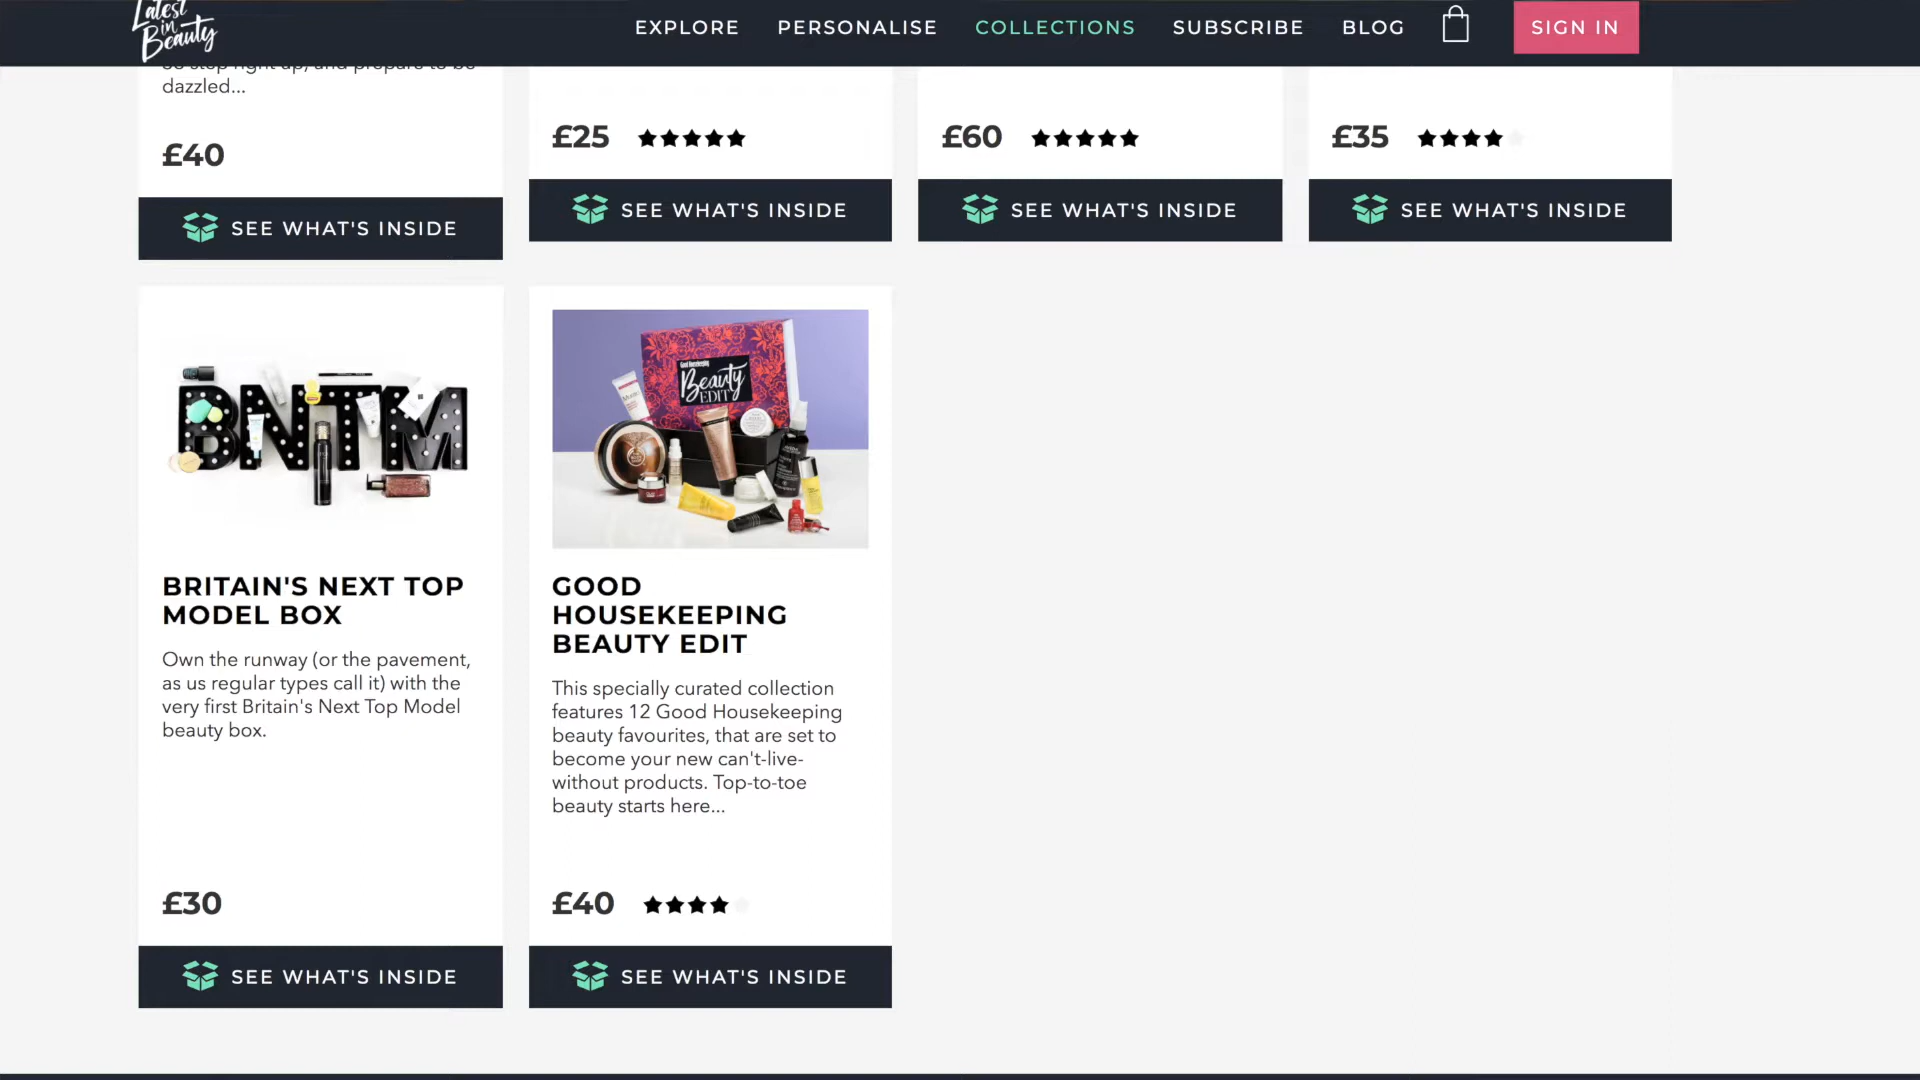 Latest
in
Beauty
EXPLORE PERSONALISE COLLECTIONS SUBSCRIBE BLOG SIGN IN
So step right up, and prepare to be
dazzled...
£40
£25
£60
£35
SEE WHAT'S INSIDE
SEE WHAT'S INSIDE
SEE WHAT'S INSIDE
SEE WHAT'S INSIDE
BNTM
BRITAIN'S NEXT TOP
MODEL BOX
Own the runway (or the pavement,
as us regular types call it) with the
very first Britain's Next Top Model
beauty box.
£30
SEE WHAT'S INSIDE
Good Housekeeping
Beauty
EDIT
GOOD
HOUSEKEEPING
BEAUTY EDIT
This specially curated collection
features 12 Good Housekeeping
beauty favourites, that are set to
become your new can't-live-
without products. Top-to-toe
beauty starts here...
£40
SEE WHAT'S INSIDE